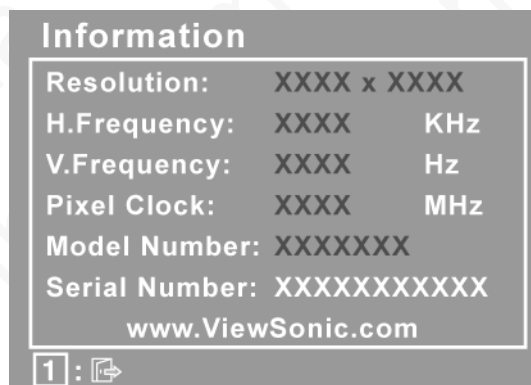 Information
Resolution: XXXX x XXXX
H.Frequency: XXXX KHz
V.Frequency: XXXX Hz
Pixel Clock: XXXX MHz
Model Number: XXXXXXX
Serial Number: XXXXXXXXXXX
www.ViewSonic.com
1 :